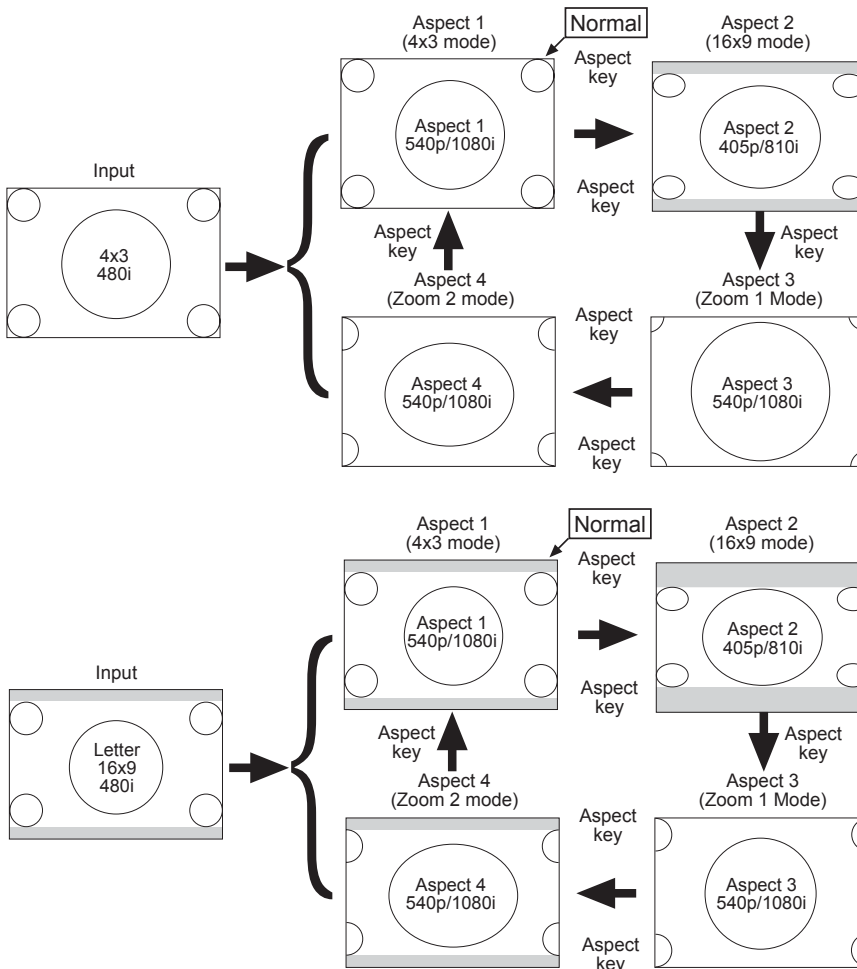 Aspect 1
(4x3 mode)
Normal
Aspect 2
(16x9 mode)
Aspect
key
Aspect 1
540p/1080i
Aspect 2
405p/810i
Input
Aspect
key
4x3
480i
Aspect
key
Aspect
key
Aspect 4
(Zoom 2 mode)
Aspect 3
(Zoom 1 Mode)
Aspect
key
Aspect 4
540p/1080i
Aspect 3
540p/1080i
Aspect
key
Aspect 1
(4x3 mode)
Normal
Aspect 2
(16x9 mode)
Aspect
key
Aspect 1
540p/1080i
Aspect 2
405p/810i
Input
Aspect
key
Letter
16x9
480i
Aspect
key
Aspect
key
Aspect 4
(Zoom 2 mode)
Aspect 3
(Zoom 1 Mode)
Aspect
key
Aspect 4
540p/1080i
Aspect 3
540p/1080i
Aspect
key